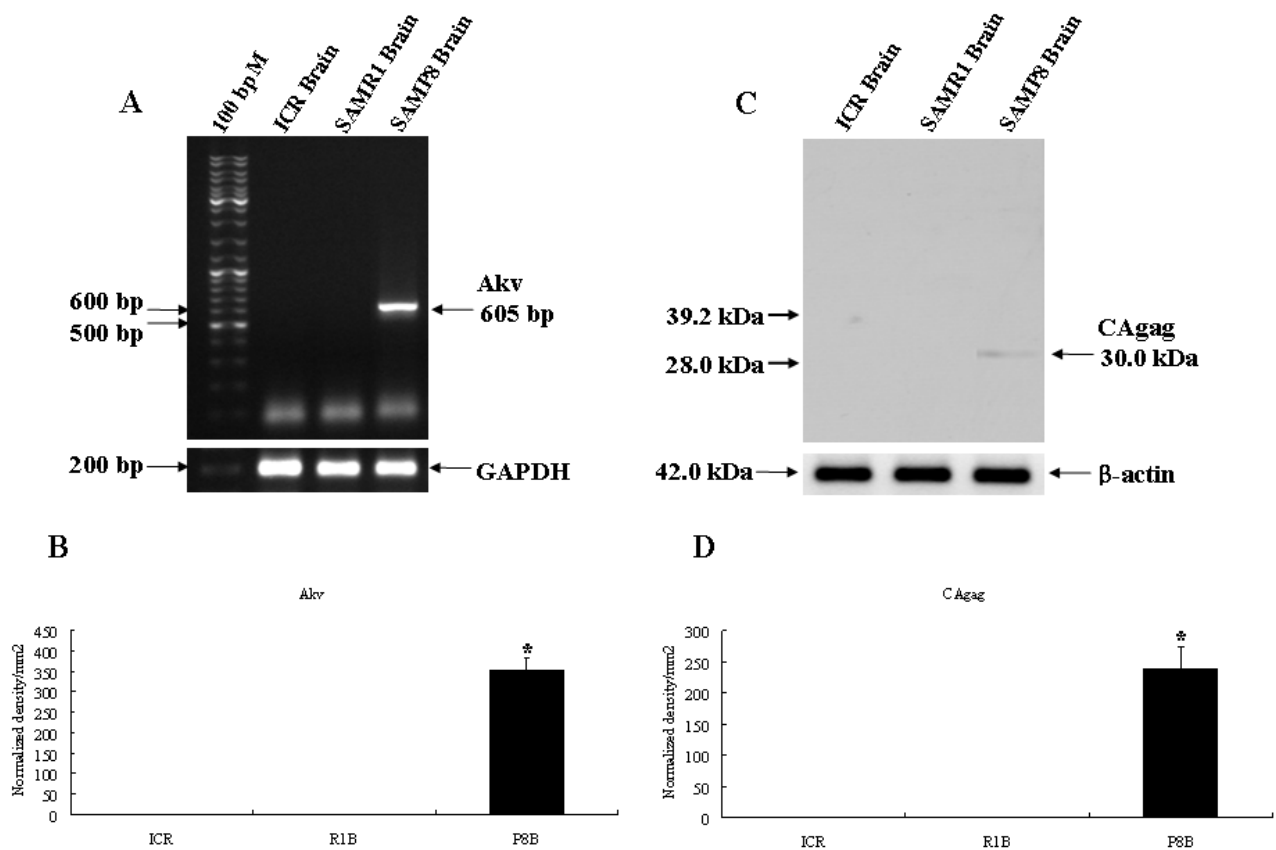 A
100 bp M
ICR Brain
SAMR1 Brain
SAMP8 Brain
600 bp
500 bp
Akv
605 bp
200 bp
GAPDH
C
ICR Brain
SAMR1 Brain
SAMP8 Brain
39.2 kDa
28.0 kDa
CAgag
30.0 kDa
42.0 kDa
β-actin
B
Akv
Normalized density/mm2
450
400
350
300
250
200
150
100
50
0
*
ICR
R1B
P8B
D
CAgag
Normalized density/mm2
300
250
200
150
100
50
0
*
ICR
R1B
P8B